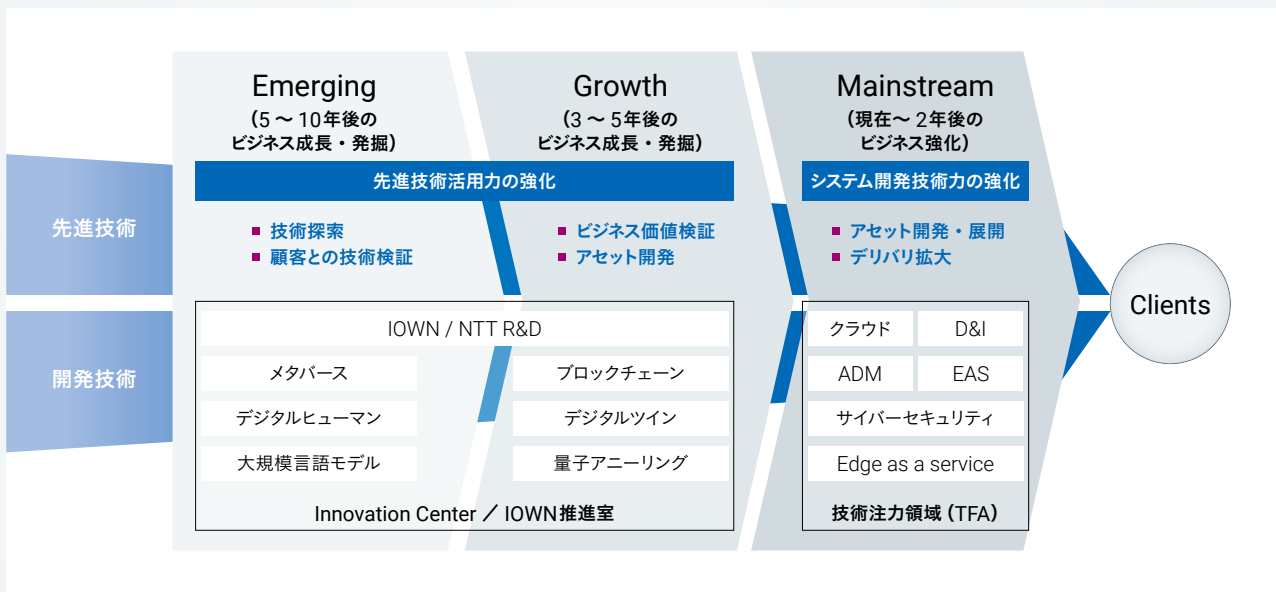 Emerging
(5 ～ 10年後の
ビジネス成長・発掘)
Growth
(3 ～ 5年後の
ビジネス成長・発掘)
Mainstream
(現在～ 2年後の
ビジネス強化)
先進技術活用力の強化
システム開発技術力の強化
先進技術
■ 技術探索
■ 顧客との技術検証
■ ビジネス価値検証
■ アセット開発
■ アセット開発・展開
■ デリバリ拡大
Clients
開発技術
IOWN / NTT R&D
メタバース
ブロックチェーン
デジタルヒューマン
デジタルツイン
大規模言語モデル
量子アニーリング
Innovation Center ／ IOWN推進室
クラウド
D&I
ADM
EAS
サイバーセキュリティ
Edge as a service
技術注力領域 (TFA)